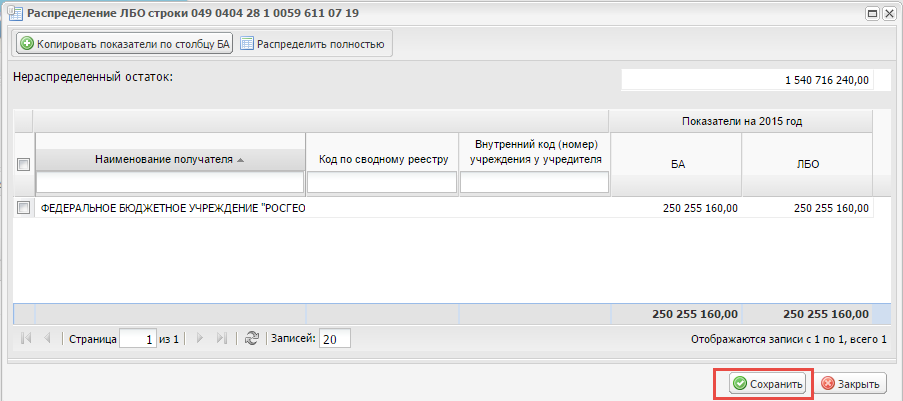 Распределение ЛБО строки 049 0404 28 1 0059 611 07 19
Копировать показатели по столбцу БА Распределить полностью
Нераспределенный остаток: 1 540 716 240,00
Показатели на 2015 год
Наименование получателя Код по сводному реестру Внутренний код (номер) учреждения у учредителя БА ЛБО
ФЕДЕРАЛЬНОЕ БЮДЖЕТНОЕ УЧРЕЖДЕНИЕ "РОСГЕО 250 255 160,00 250 255 160,00
250 255 160,00 250 255 160,00
Страница 1 из 1 Записей: 20 Отображаются записи с 1 по 1, всего 1
Сохранить Закрыть